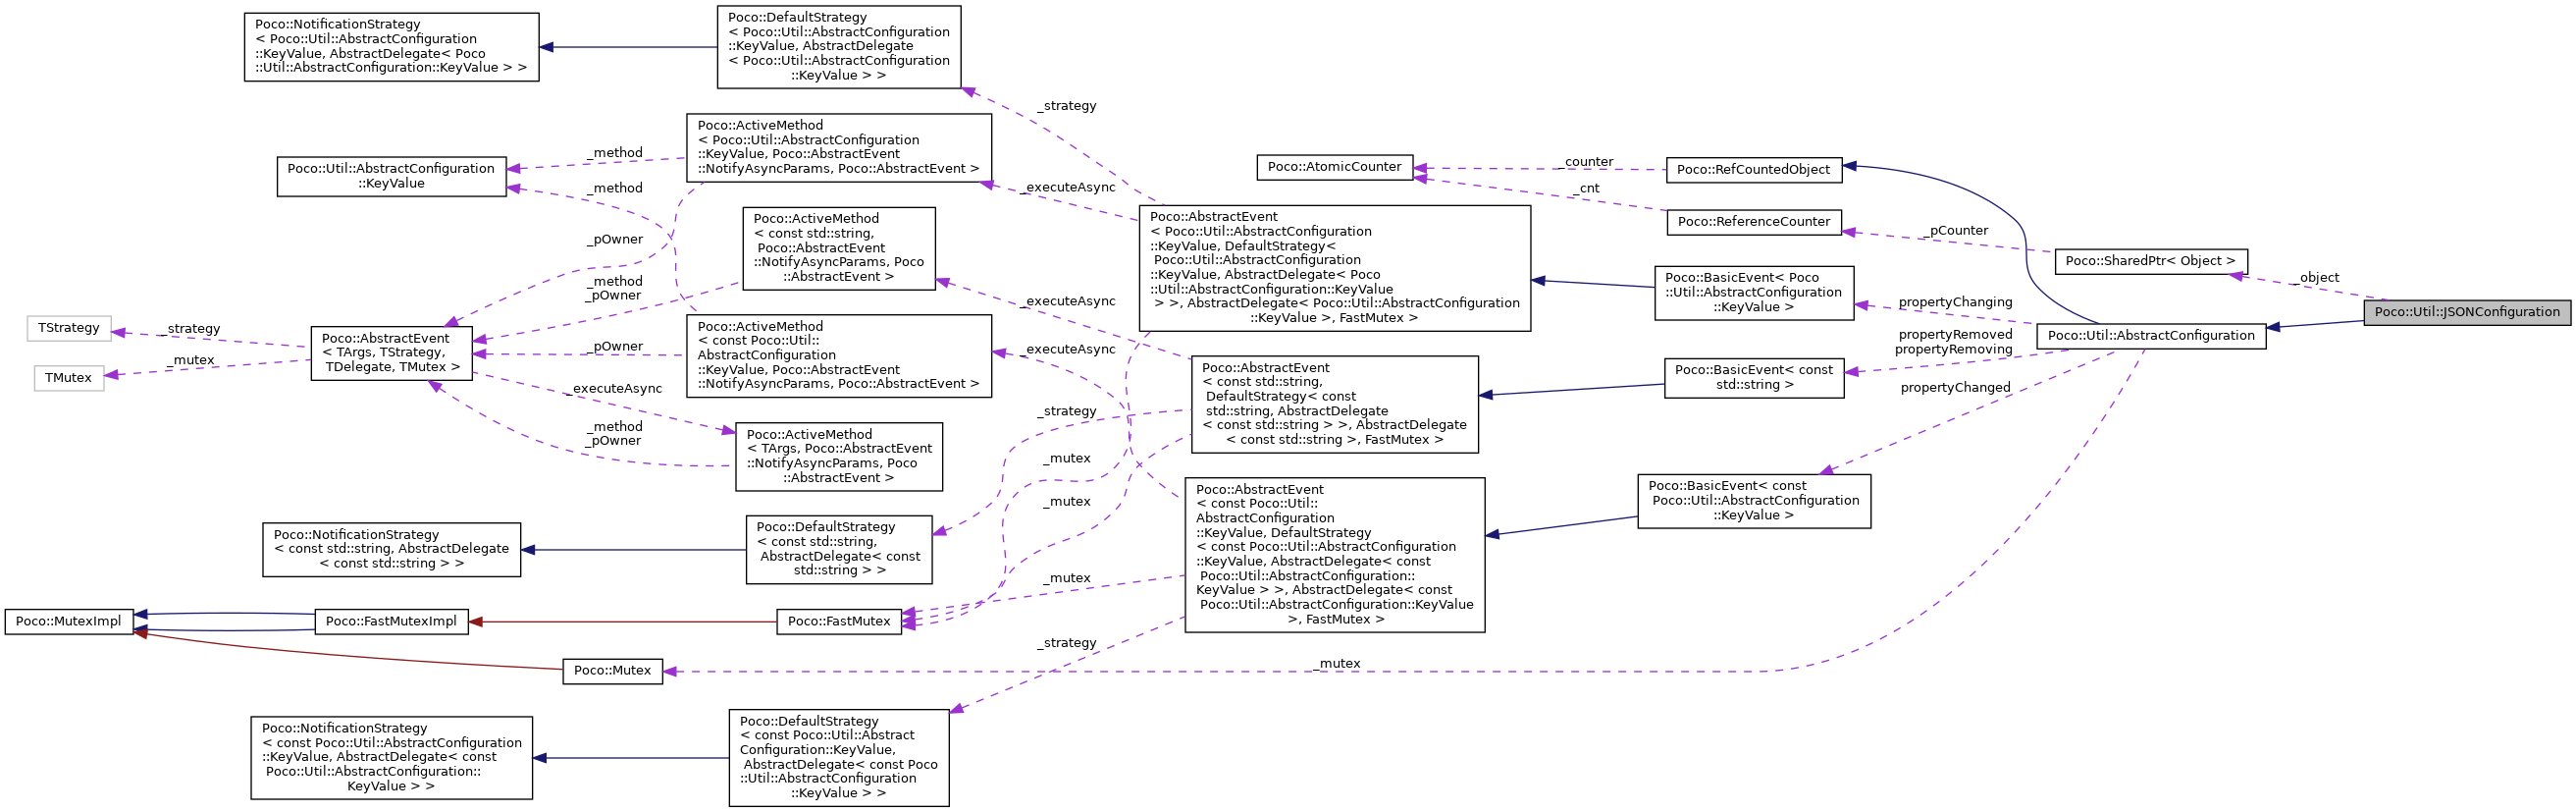 Poco::NotificationStrategy
< Poco::Util::AbstractConfiguration
::KeyValue, AbstractDelegate< Poco
::Util::AbstractConfiguration::KeyValue > >
Poco::DefaultStrategy
< Poco::Util::AbstractConfiguration
::KeyValue, AbstractDelegate
< Poco::Util::AbstractConfiguration
::KeyValue > >
_strategy
Poco::ActiveMethod
< Poco::Util::AbstractConfiguration
::KeyValue, Poco::AbstractEvent
::NotifyAsyncParams, Poco::AbstractEvent >
Poco::Util::AbstractConfiguration
::KeyValue
_method
_method
_executeAsync
Poco::AtomicCounter
_counter
_cnt
Poco::RefCountedObject
Poco::ReferenceCounter
_pCounter
Poco::SharedPtr< Object >
_object
Poco::Util::JSONConfiguration
Poco::ActiveMethod
< const std::string,
Poco::AbstractEvent
::NotifyAsyncParams, Poco
::AbstractEvent >
_pOwner
_method
_pOwner
_executeAsync
Poco::AbstractEvent
< Poco::Util::AbstractConfiguration
::KeyValue, DefaultStrategy<
Poco::Util::AbstractConfiguration
::KeyValue, AbstractDelegate< Poco
::Util::AbstractConfiguration::KeyValue
> >, AbstractDelegate< Poco::Util::AbstractConfiguration
::KeyValue >, FastMutex >
Poco::BasicEvent< Poco
::Util::AbstractConfiguration
::KeyValue >
propertyChanging
propertyRemoved
propertyRemoving
propertyChanged
Poco::Util::AbstractConfiguration
TStrategy
TMutex
_strategy
_mutex
Poco::AbstractEvent
< TArgs, TStrategy,
TDelegate, TMutex >
_pOwner
_executeAsync
_method
_pOwner
Poco::ActiveMethod
< const Poco::Util::
AbstractConfiguration
::KeyValue, Poco::AbstractEvent
::NotifyAsyncParams, Poco::AbstractEvent >
_executeAsync
Poco::AbstractEvent
< const std::string,
DefaultStrategy< const
std::string, AbstractDelegate
< const std::string > >, AbstractDelegate
< const std::string >, FastMutex >
Poco::BasicEvent< const
std::string >
Poco::ActiveMethod
< TArgs, Poco::AbstractEvent
::NotifyAsyncParams, Poco
::AbstractEvent >
_strategy
_mutex
_mutex
_mutex
_strategy
Poco::AbstractEvent
< const Poco::Util::
AbstractConfiguration
::KeyValue, DefaultStrategy
< const Poco::Util::AbstractConfiguration
::KeyValue, AbstractDelegate< const
Poco::Util::AbstractConfiguration::
KeyValue > >, AbstractDelegate< const
Poco::Util::AbstractConfiguration::KeyValue
>, FastMutex >
Poco::BasicEvent< const
Poco::Util::AbstractConfiguration
::KeyValue >
Poco::NotificationStrategy
< const std::string, AbstractDelegate
< const std::string > >
Poco::DefaultStrategy
< const std::string,
AbstractDelegate< const
std::string > >
Poco::MutexImpl
Poco::FastMutexImpl
Poco::FastMutex
Poco::Mutex
_mutex
Poco::NotificationStrategy
< const Poco::Util::AbstractConfiguration
::KeyValue, AbstractDelegate< const
Poco::Util::AbstractConfiguration::
KeyValue > >
Poco::DefaultStrategy
< const Poco::Util::Abstract
Configuration::KeyValue,
AbstractDelegate< const Poco
::Util::AbstractConfiguration
::KeyValue > >